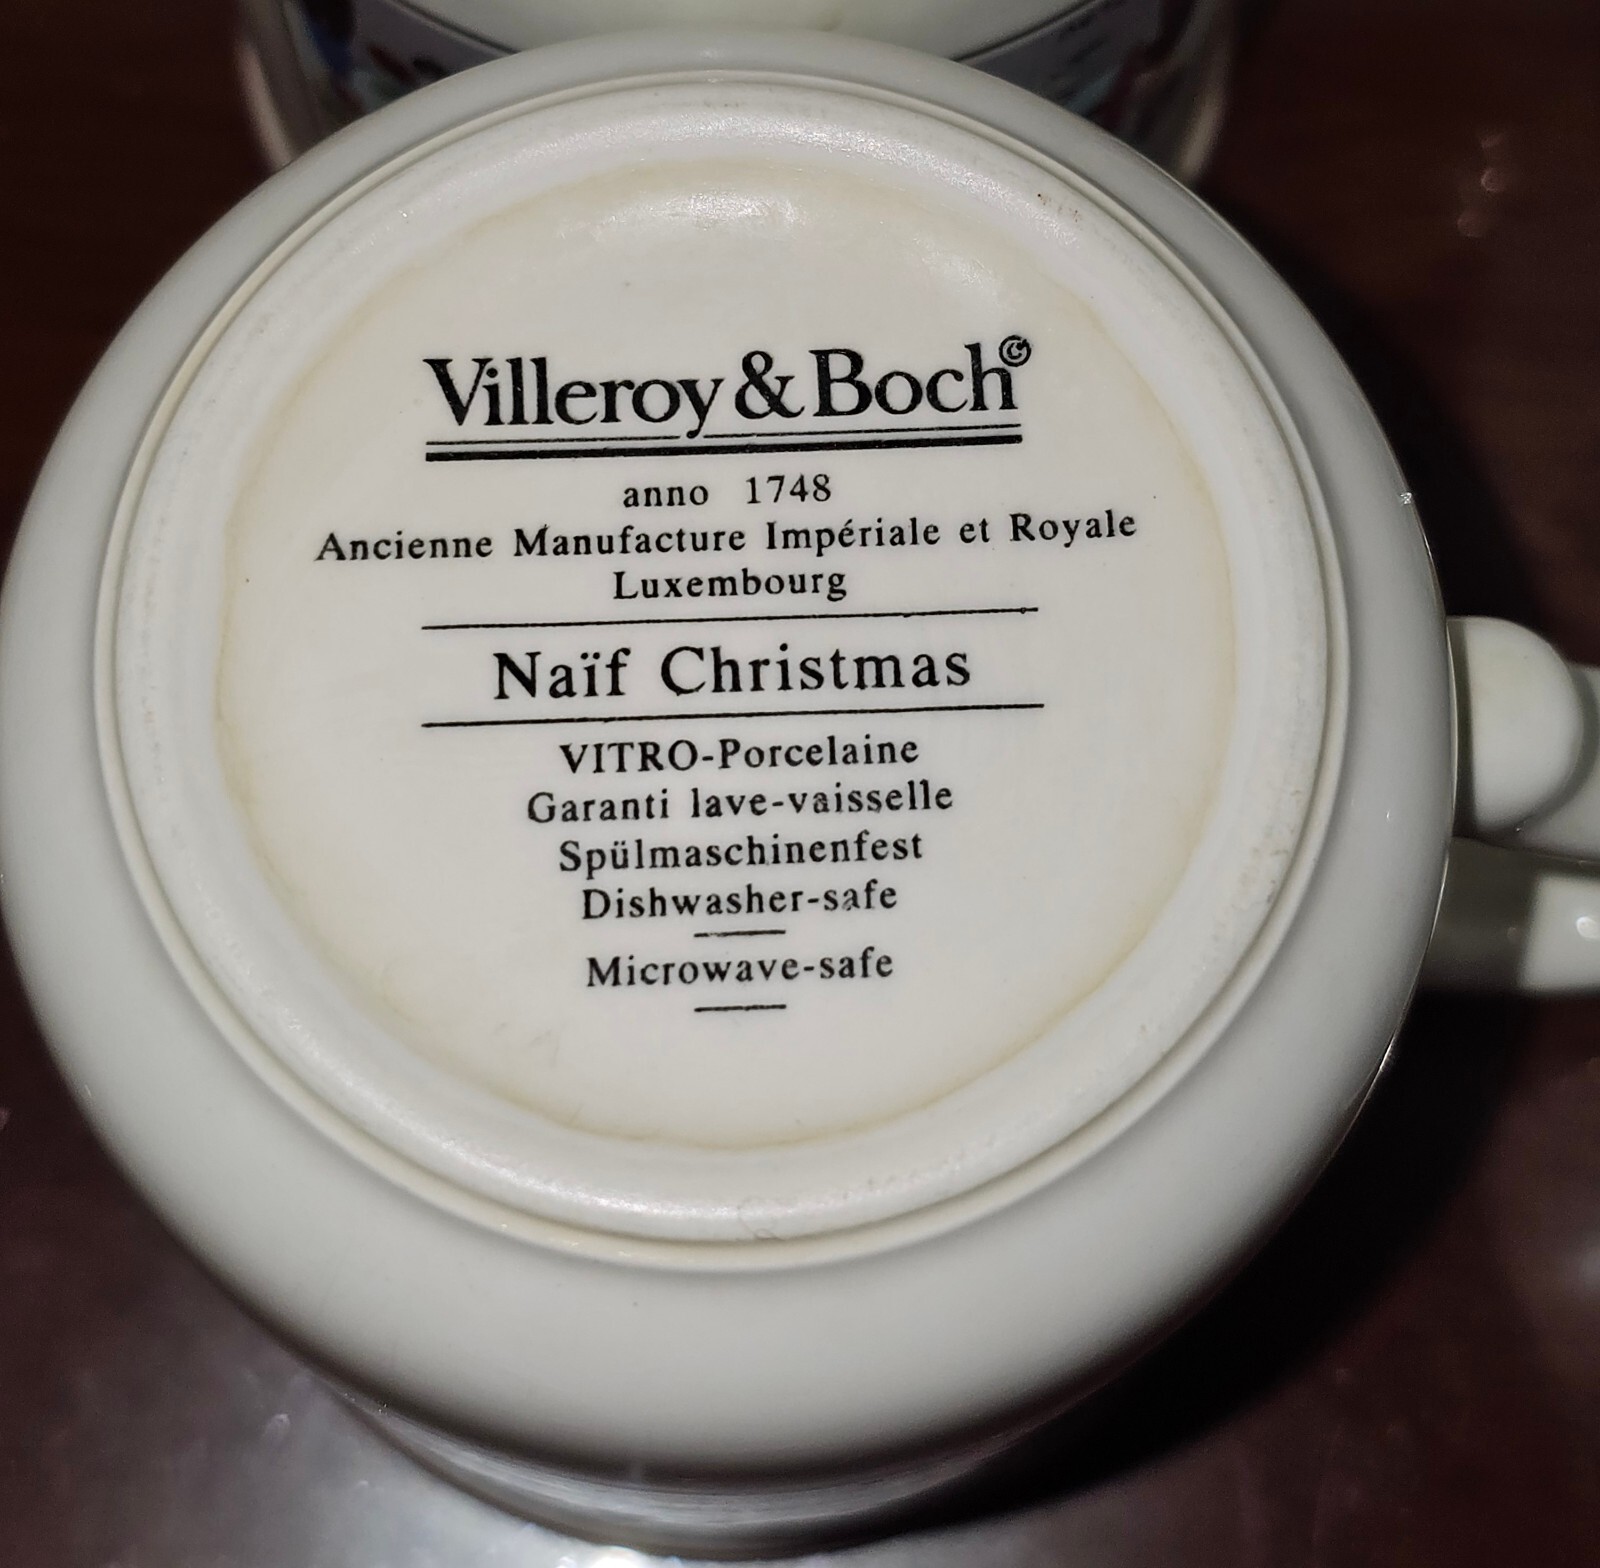 Villeroy & Boch©
anno 1748
Ancienne Manufacture Impériale et Royale
Luxembourg
Naïf Christmas
VITRO-Porcelaine
Garanti lave-vaisselle
Spülmaschinenfest
Dishwasher-safe
Microwave-safe